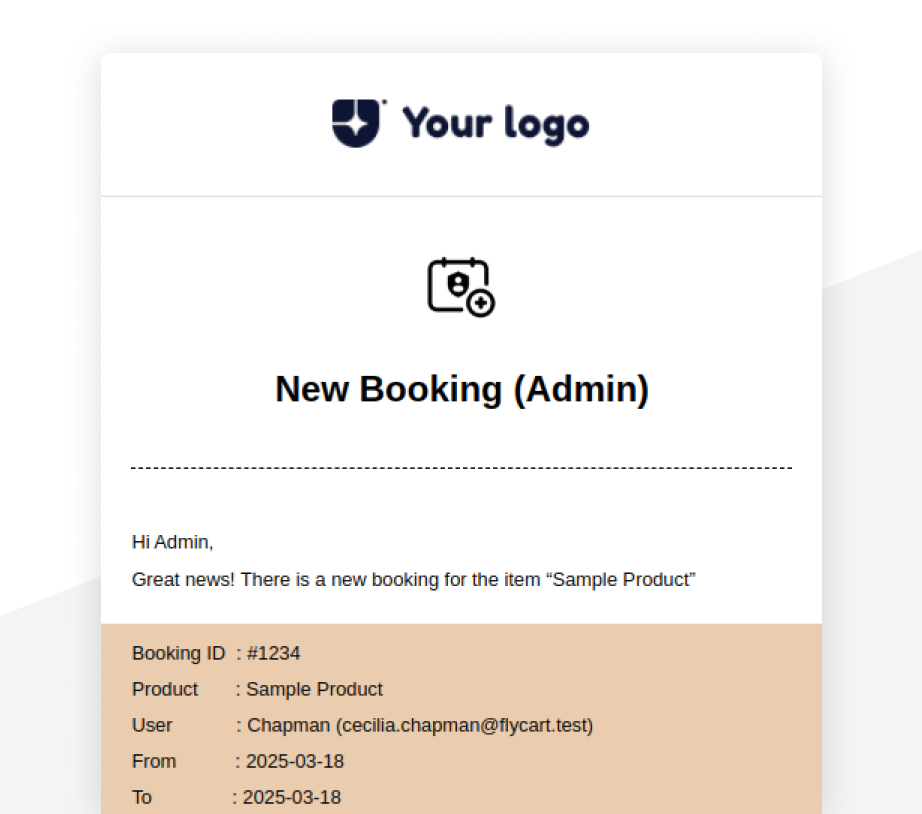 Your logo
New Booking (Admin)
Hi Admin,
Great news! There is a new booking for the item “Sample Product”
Booking ID : #1234
Product : Sample Product
User : Chapman (cecilia.chapman@flycart.test)
From : 2025-03-18
To : 2025-03-18